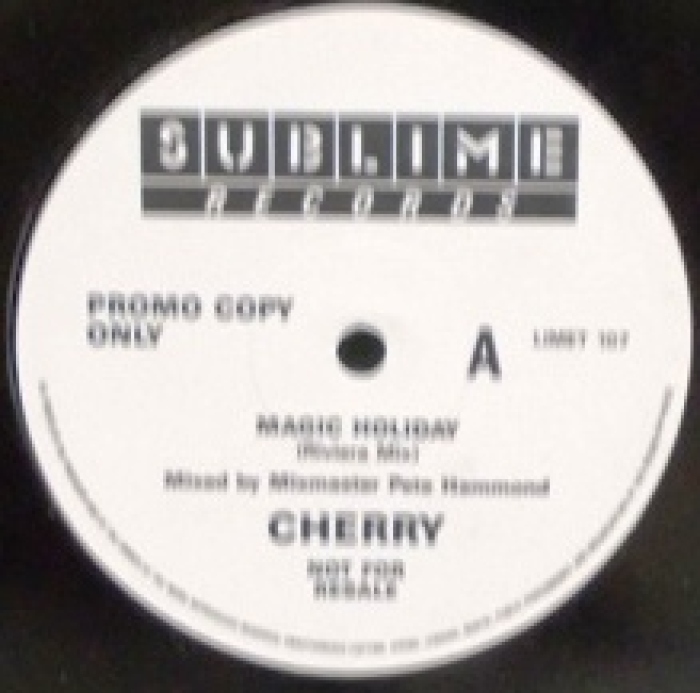 SUBLIME
RECORDS
PROMO COPY
ONLY
A
LIMET 107
MAGIC HOLIDAY
(Riviera Mix)
Mixed by Mixmaster Pete Hammond
CHERRY
NOT FOR
RESALE